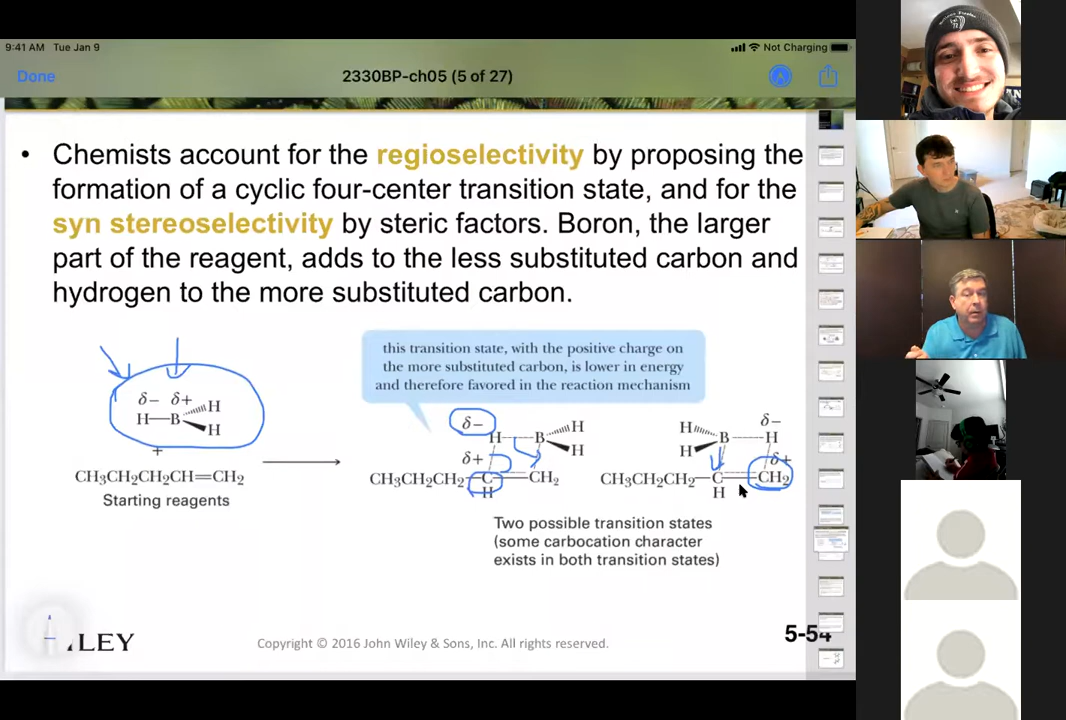 9:41 AM Tue Jan 9
Not Charging
Done
2330BP-ch05 (5 of 27)
• Chemists account for the regioselectivity by proposing the
formation of a cyclic four-center transition state, and for the
syn stereoselectivity by steric factors. Boron, the larger
part of the reagent, adds to the less substituted carbon and
hydrogen to the more substituted carbon.
this transition state, with the positive charge on
the more substituted carbon, is lower in energy
and therefore favored in the reaction mechanism
δ− δ+
H—B H
H
+
CH3CH2CH2CH=CH2
Starting reagents
δ−
H B H
H
δ+
CH3CH2CH2—C CH2
H
δ−
H B H
H
δ+
CH3CH2CH2—C CH2
H
Two possible transition states
(some carbocation character
exists in both transition states)
LEY
Copyright © 2016 John Wiley & Sons, Inc. All rights reserved.
5-54